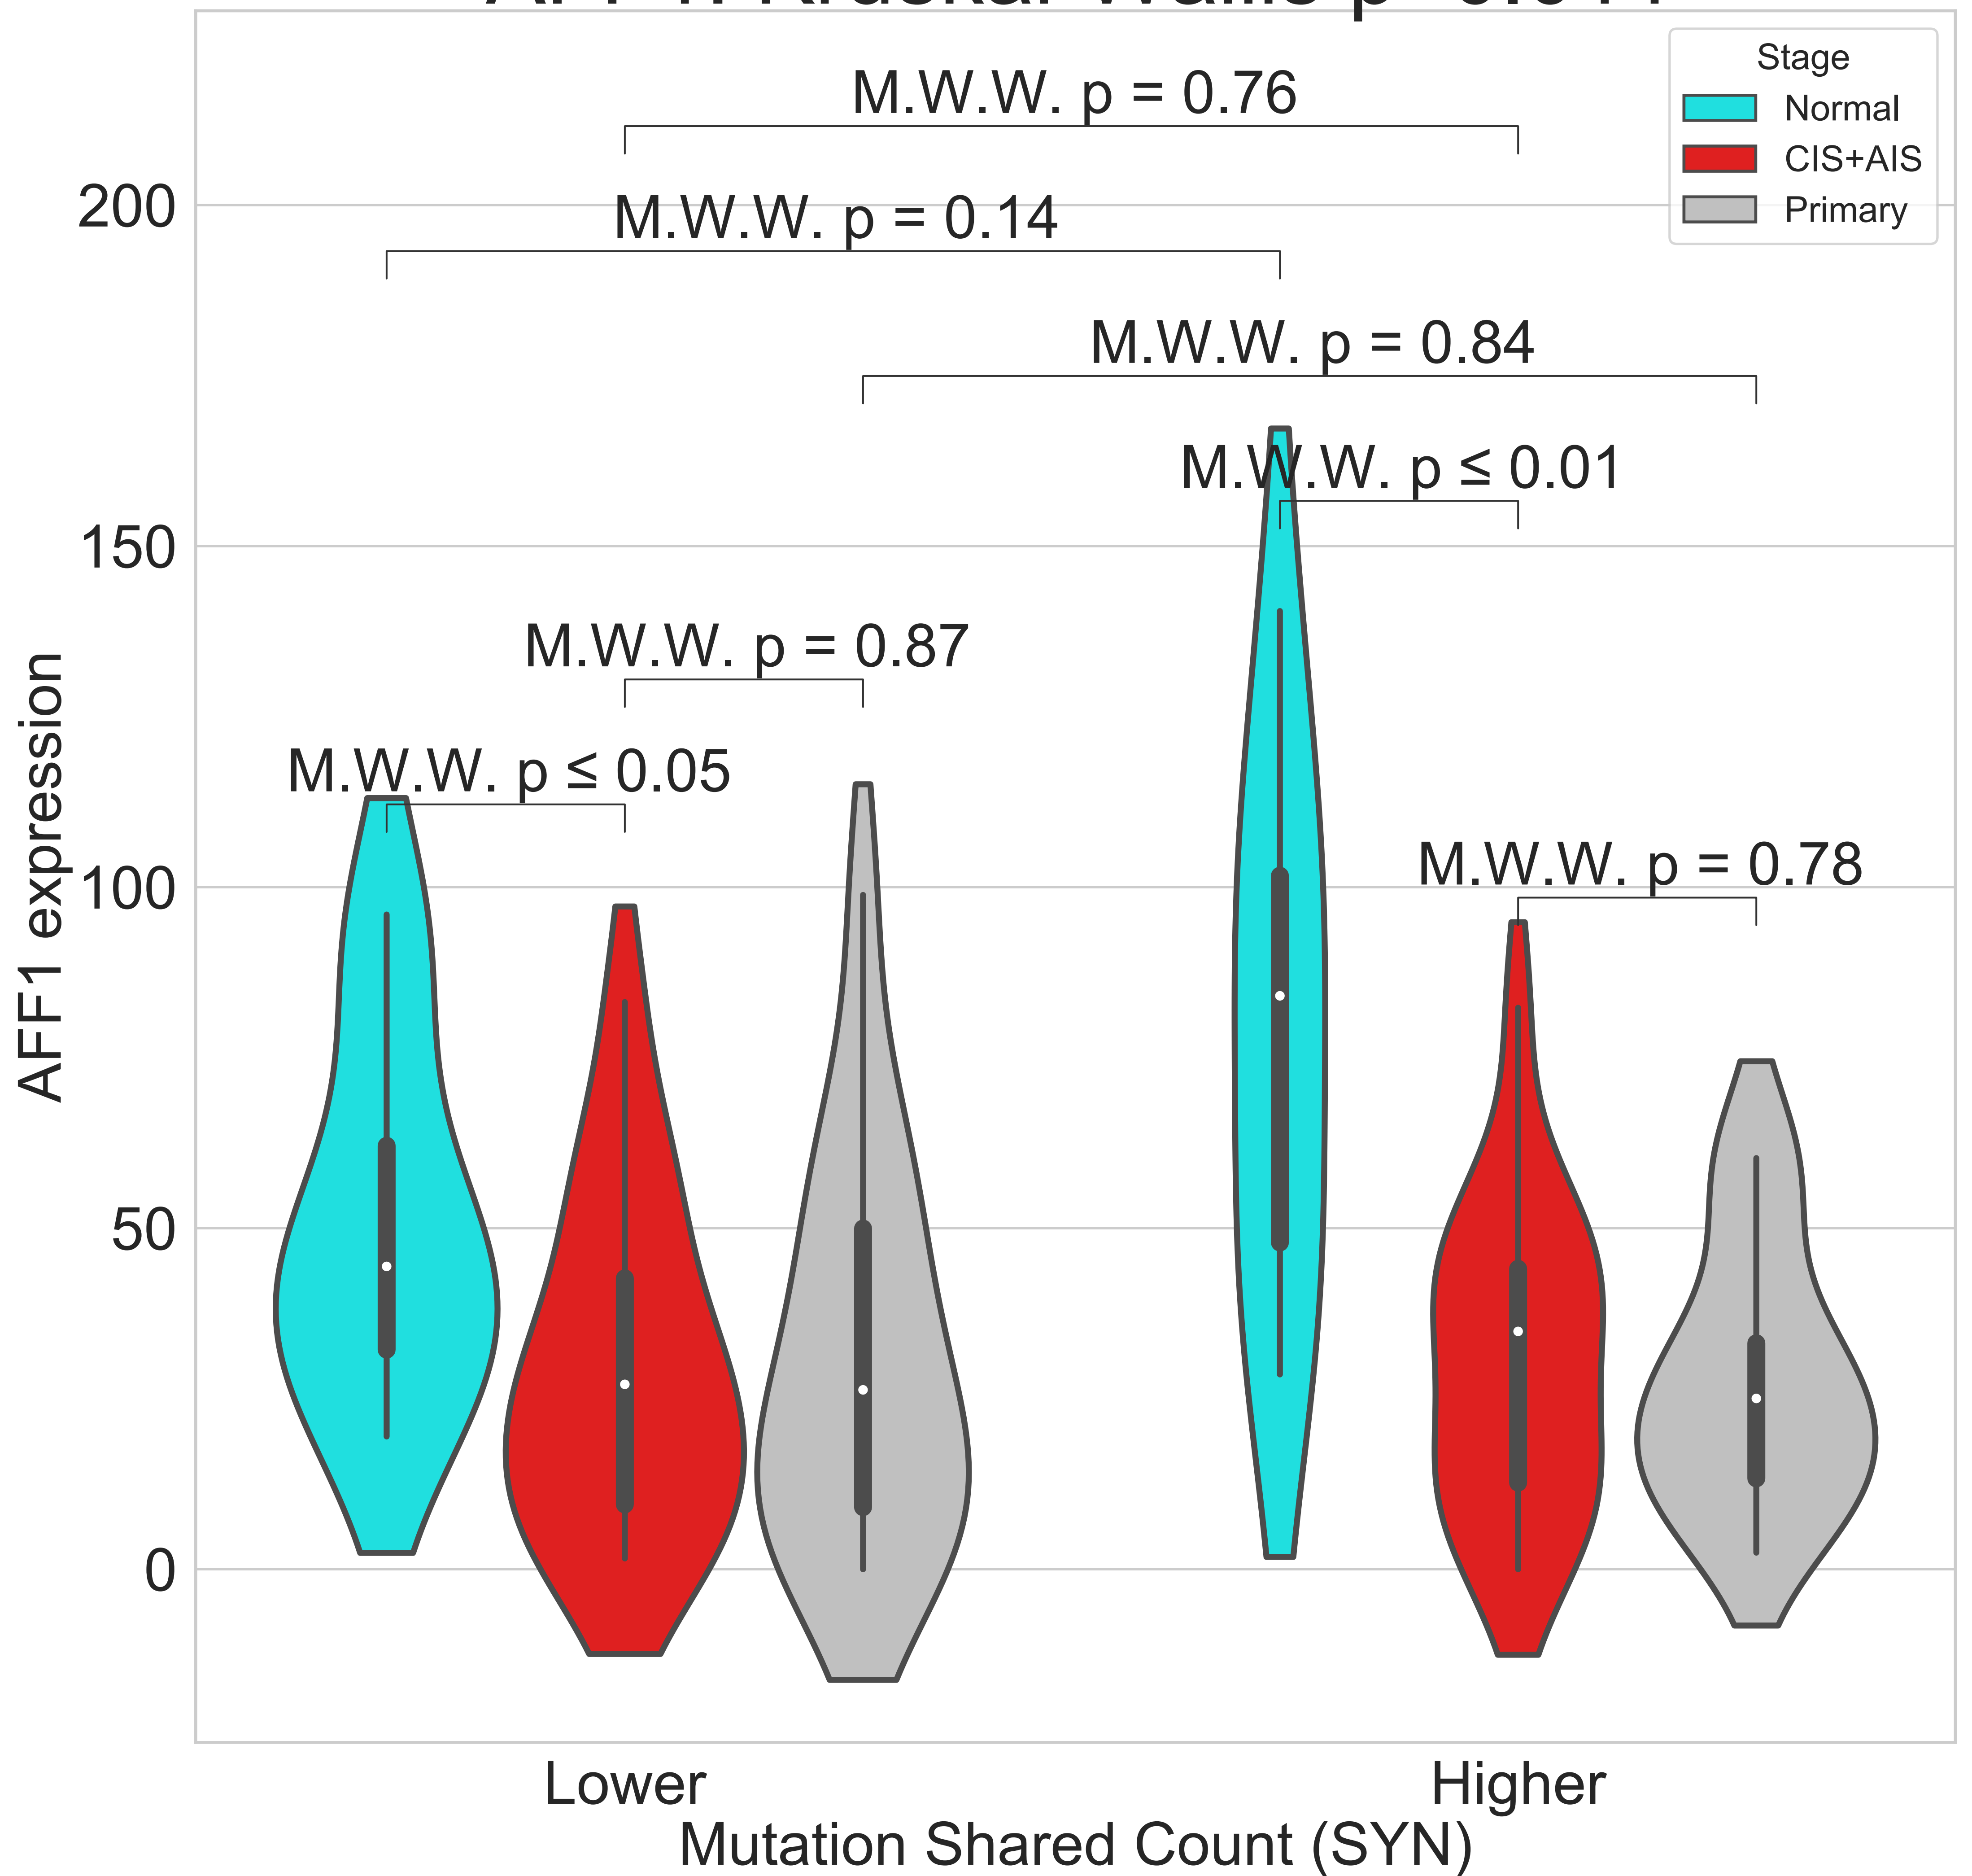 Stage
Normal
CIS+AIS
Primary
M.W.W. p = 0.76
M.W.W. p = 0.14
M.W.W. p = 0.84
M.W.W. p ≤ 0.01
M.W.W. p = 0.87
M.W.W. p ≤ 0.05
M.W.W. p = 0.78
200
150
100
50
0
AFF1 expression
Lower
Higher
Mutation Shared Count (SYN)